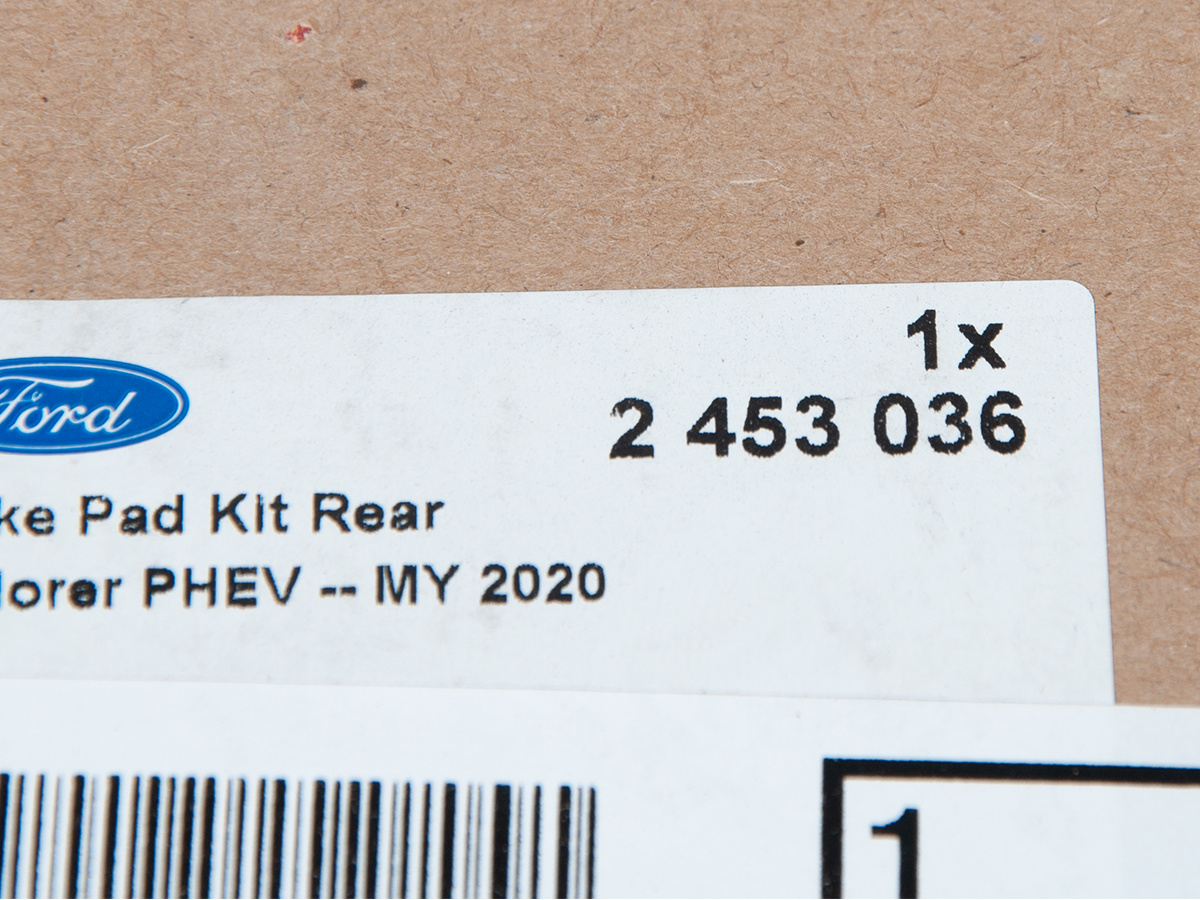 1x
Ford
2 453 036
ke Pad Kit Rear
lorer PHEV -- MY 2020
1